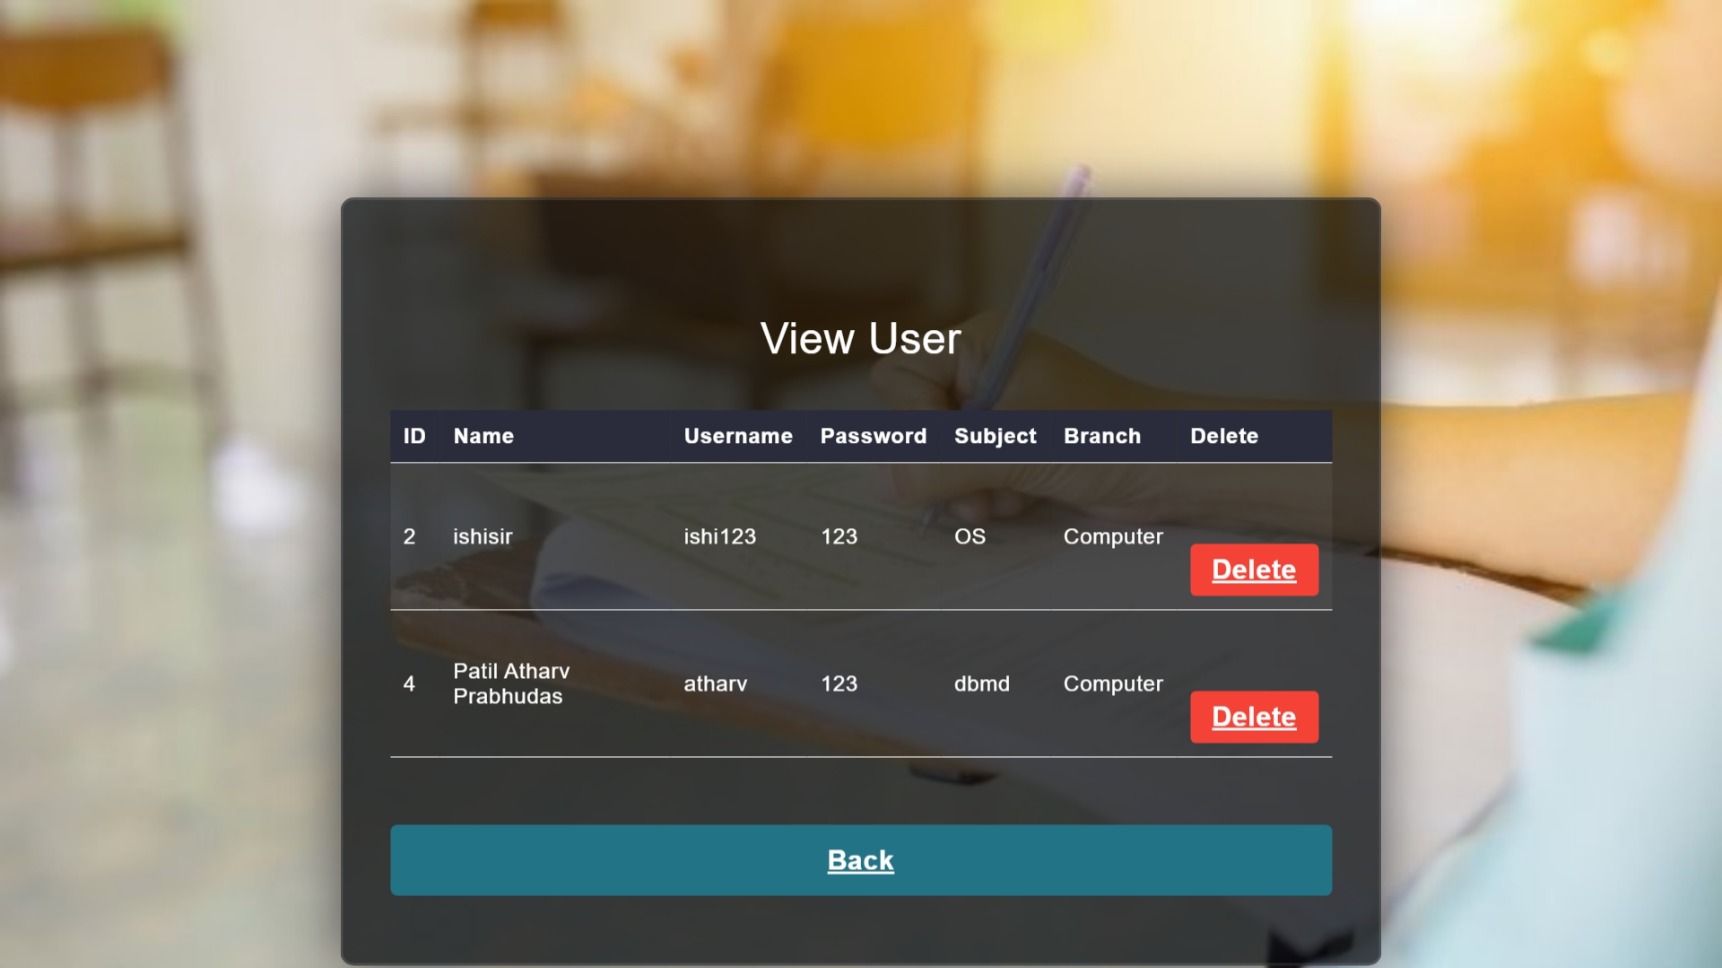 View User
ID Name Username Password Subject Branch Delete
2 ishisir ishi123 123 OS Computer Delete
4 Patil Atharv Prabhudas atharv 123 dbmd Computer Delete
Back